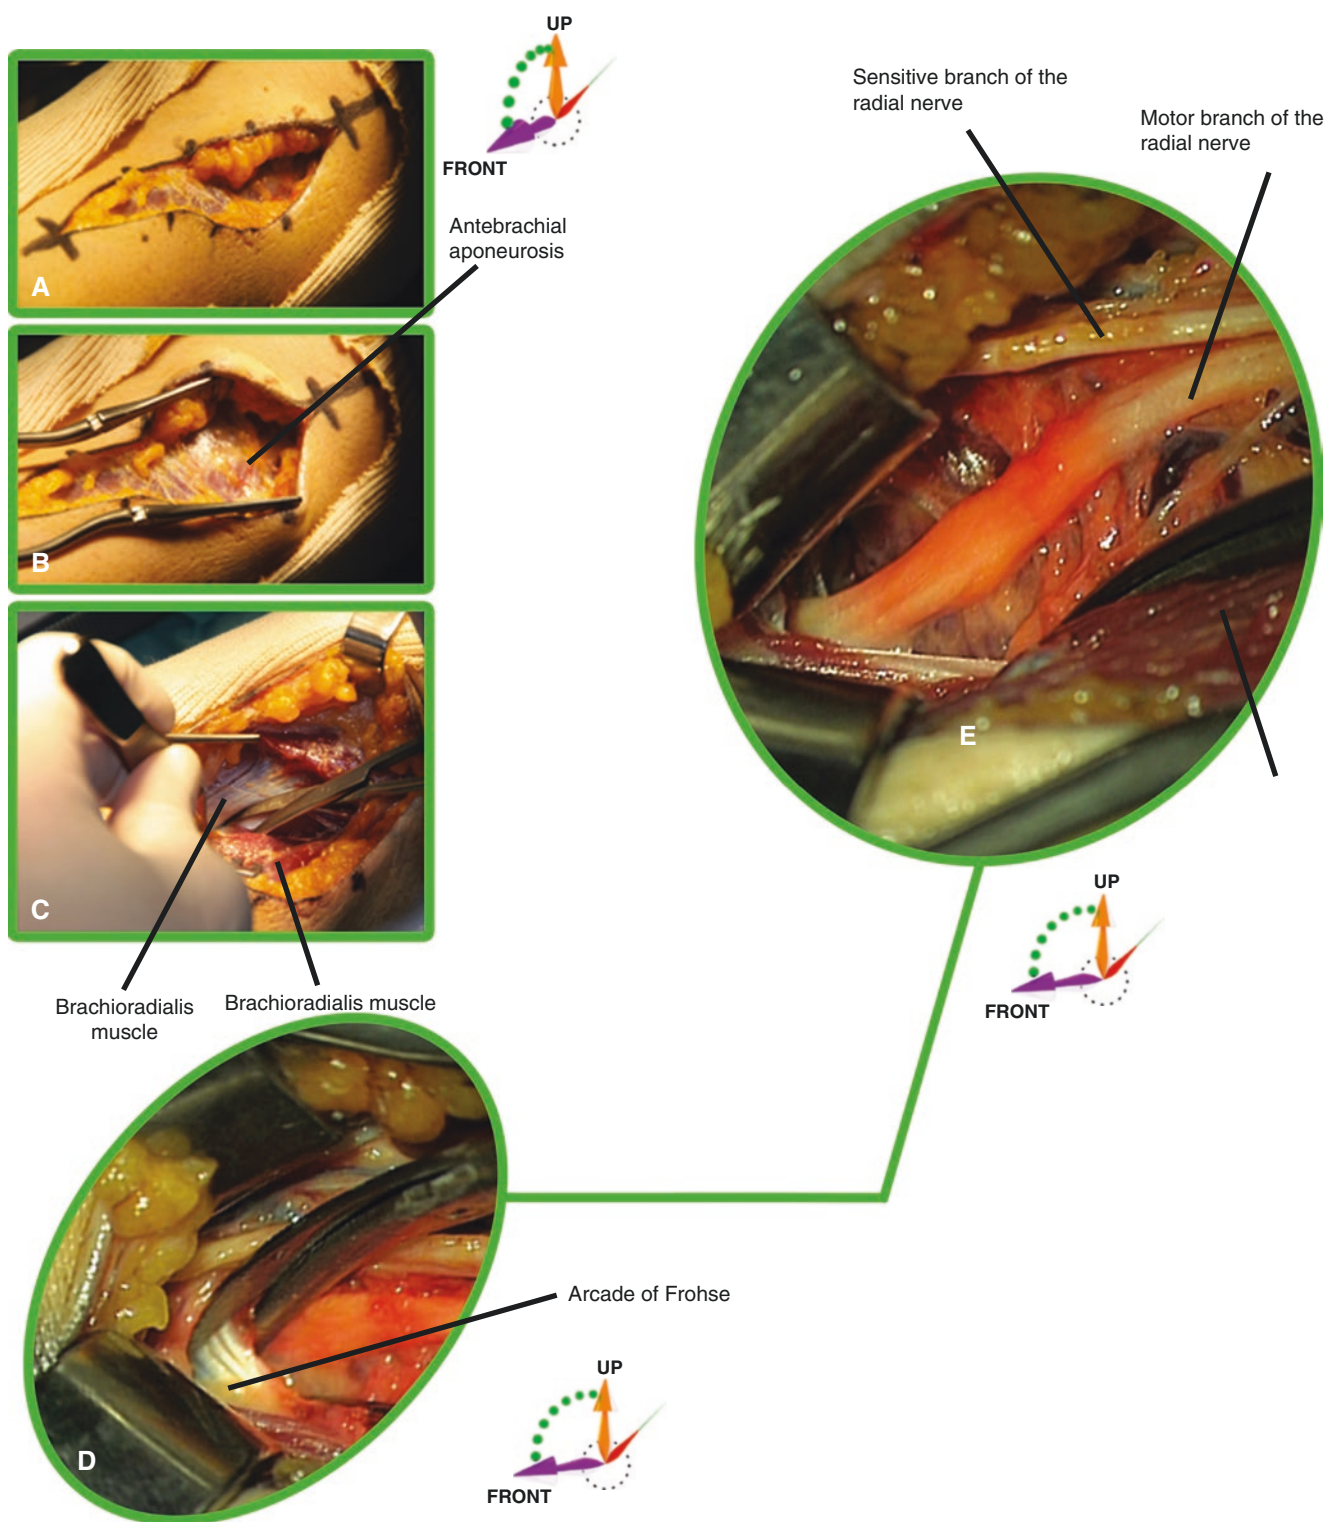 UP
FRONT
Sensitive branch of the
radial nerve
Motor branch of the
radial nerve
Antebrachial
aponeurosis
A
B
C
E
Brachioradialis
muscle
Brachioradialis muscle
UP
FRONT
Arcade of Frohse
D
UP
FRONT